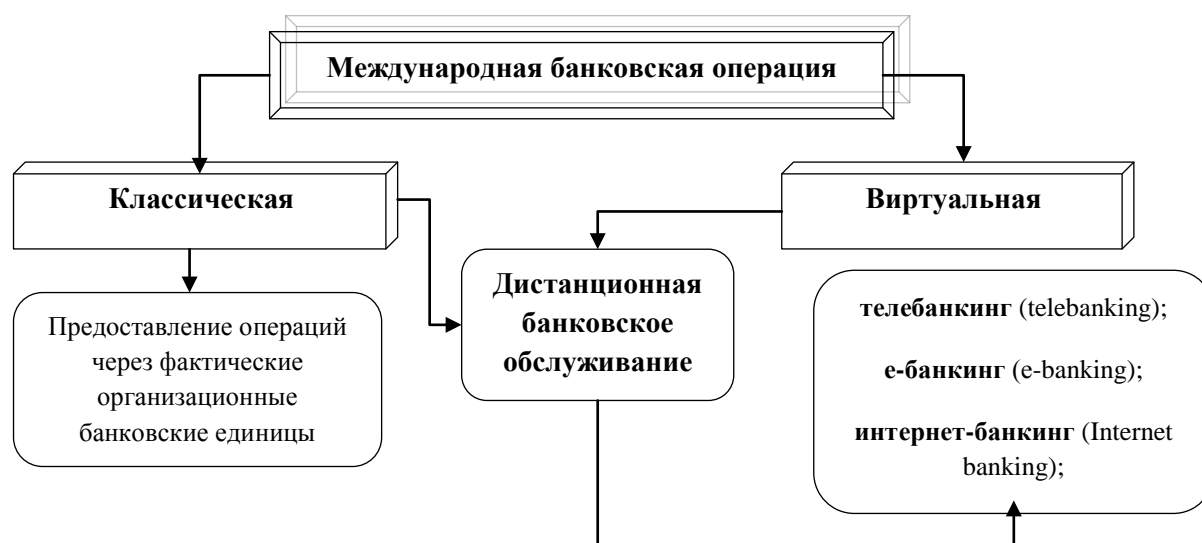 Международная банковская операция
Классическая
Виртуальная
Предоставление операций
через фактические
организационные
банковские единицы
Дистанционная
банковское
обслуживание
телебанкинг (telebanking);
е-банкинг (e-banking);
интернет-банкинг (Internet
banking);